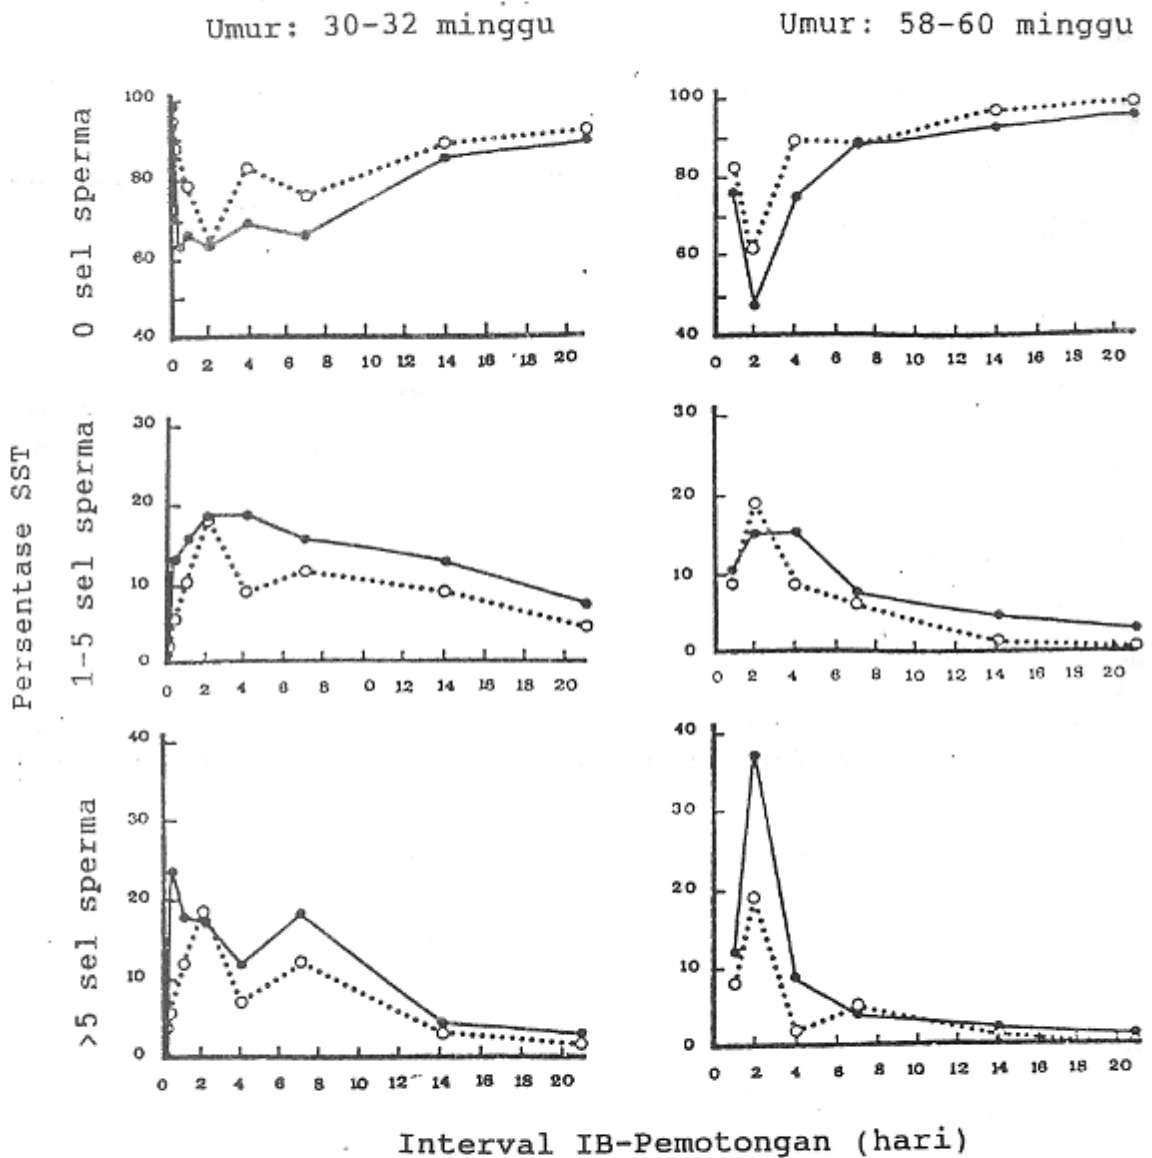 Umur: 30-32 minggu
Umur: 58-60 minggu
Persentase SST
0 sel sperma
100
80
60
40
0 2 4 6 8 10 12 14 16 18 20
100
80
60
40
0 2 4 6 8 10 12 14 16 18 20
1-5 sel sperma
30
20
10
0
0 2 4 6 8 0 12 14 16 18 20
30
20
10
0
0 2 4 6 8 10 12 14 16 18 20
>5 sel sperma
40
30
20
10
0
0 2 4 6 8 10 12 14 16 18 20
40
30
20
10
0
0 2 4 6 8 10 12 14 16 18 20
Interval IB-Pemotongan (hari)